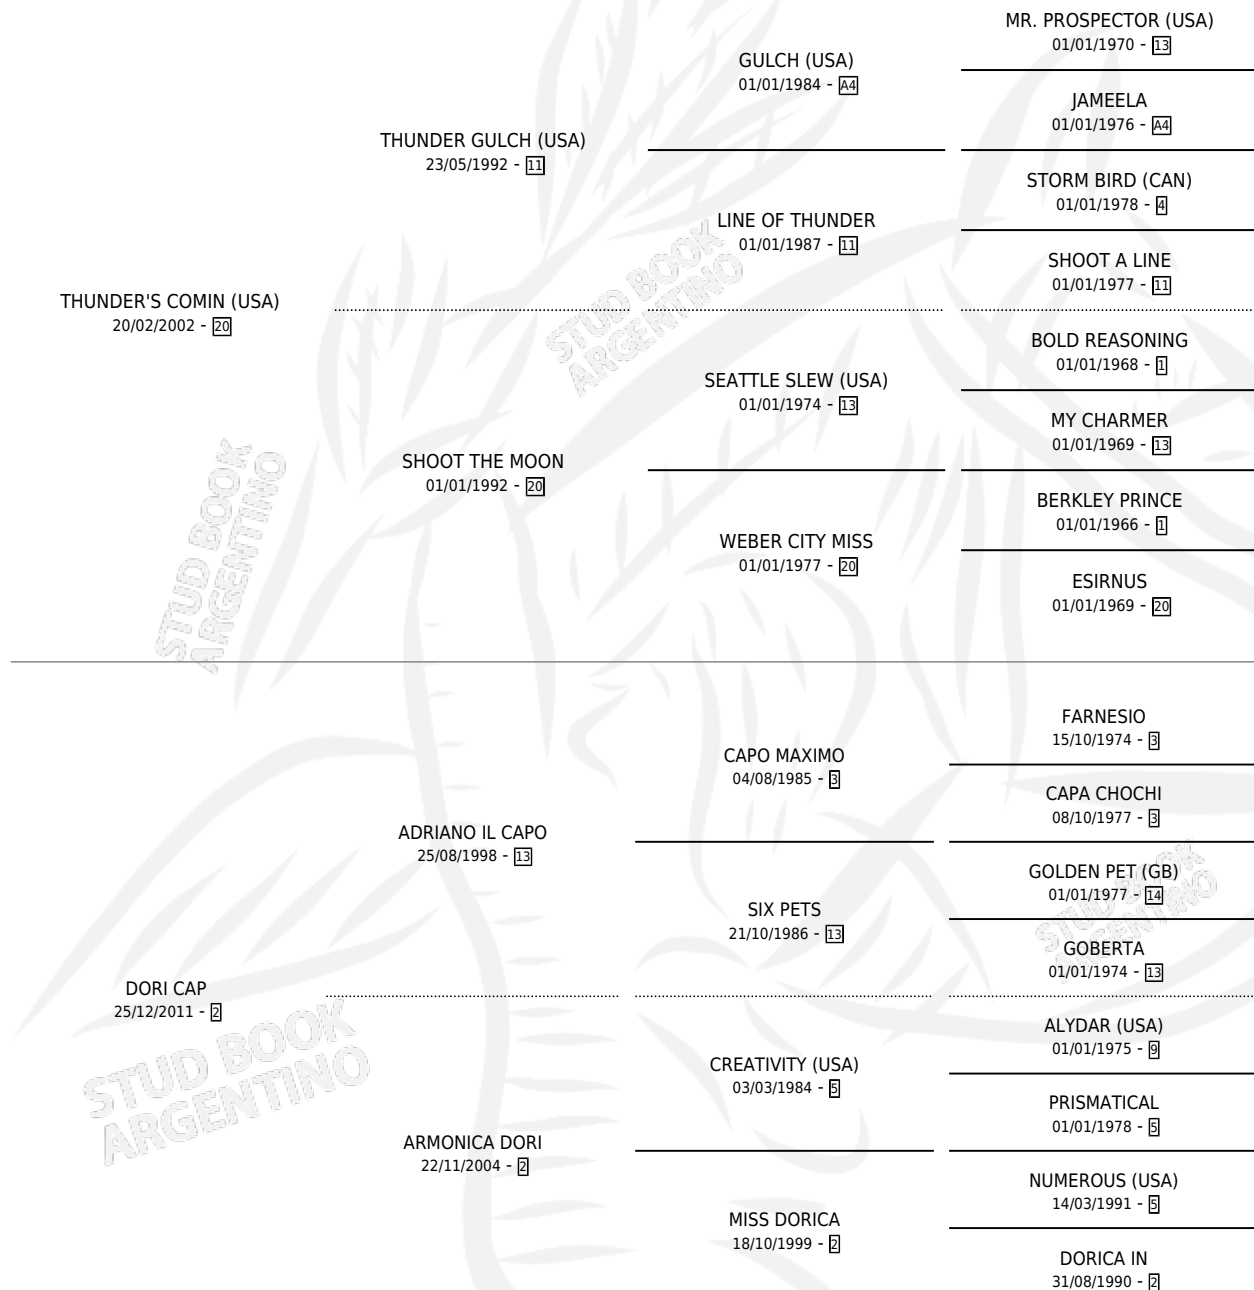 MR. PROSPECTOR (USA)
01/01/1970 - 13
GULCH (USA)
01/01/1984 - A4
JAMEELA
01/01/1976 - A4
THUNDER GULCH (USA)
23/05/1992 - 11
STORM BIRD (CAN)
01/01/1978 - 4
LINE OF THUNDER
01/01/1987 - 11
SHOOT A LINE
01/01/1977 - 11
THUNDER'S COMIN (USA)
20/02/2002 - 20
STUD BOOK
ARGENTINO
BOLD REASONING
01/01/1968 - 1
SEATTLE SLEW (USA)
01/01/1974 - 13
MY CHARMER
01/01/1969 - 13
SHOOT THE MOON
01/01/1992 - 20
BERKLEY PRINCE
01/01/1966 - 1
WEBER CITY MISS
01/01/1977 - 20
ESIRNUS
01/01/1969 - 20
STUD BOOK
ARGENTINO
FARNESIO
15/10/1974 - 3
CAPO MAXIMO
04/08/1985 - 3
CAPA CHOCHI
08/10/1977 - 3
ADRIANO IL CAPO
25/08/1998 - 13
GOLDEN PET (GB)
01/01/1977 - 14
SIX PETS
21/10/1986 - 13
GOBERTA
01/01/1974 - 13
STUD BOOK
ARGENTINO
DORI CAP
25/12/2011 - 2
ALYDAR (USA)
01/01/1975 - 9
CREATIVITY (USA)
03/03/1984 - 5
PRISMATICAL
01/01/1978 - 5
STUD BOOK
ARGENTINO
ARMONICA DORI
22/11/2004 - 2
NUMEROUS (USA)
14/03/1991 - 5
MISS DORICA
18/10/1999 - 2
DORICA IN
31/08/1990 - 2